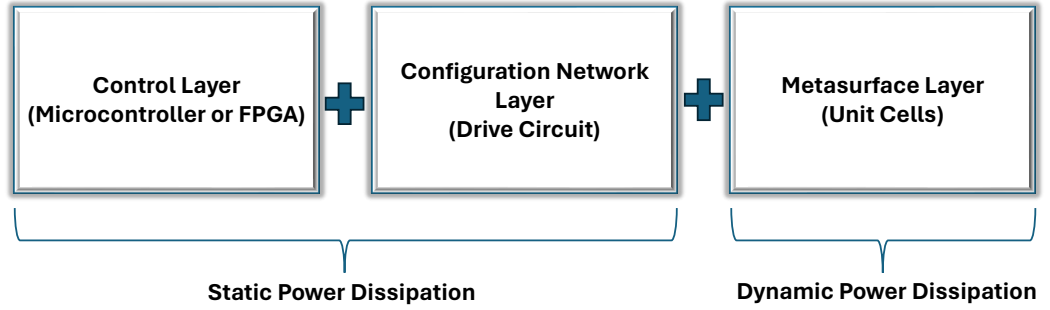 Control Layer
(Microcontroller or FPGA)
Configuration Network
Layer
(Drive Circuit)
Metasurface Layer
(Unit Cells)
Static Power Dissipation
Dynamic Power Dissipation